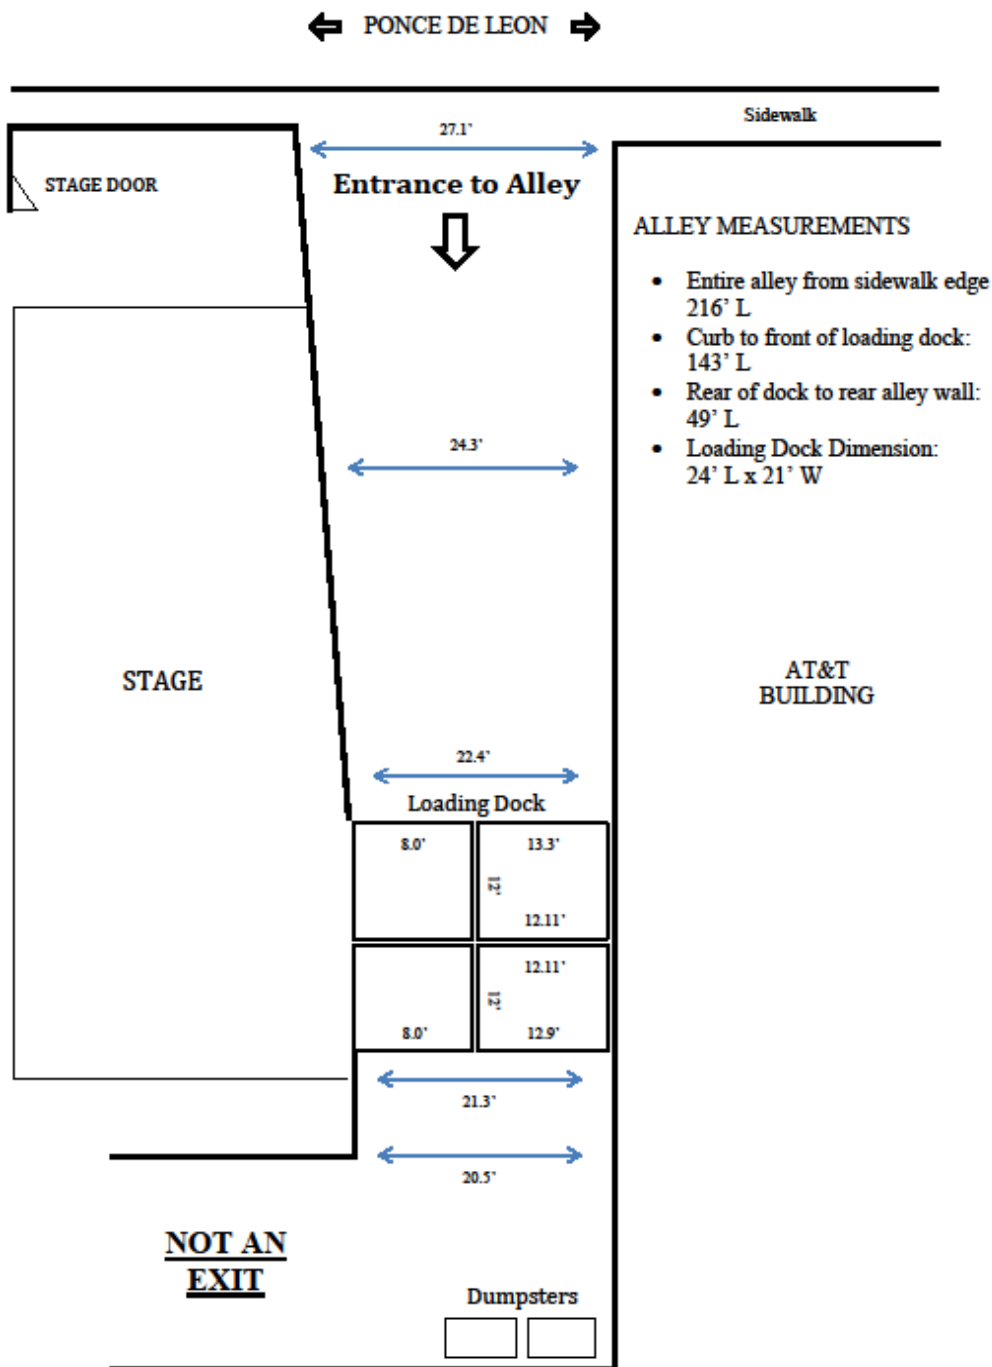 PONCE DE LEON
Sidewalk
27.1'
Entrance to Alley
STAGE DOOR
ALLEY MEASUREMENTS
• Entire alley from sidewalk edge
216’ L
• Curb to front of loading dock:
143’ L
• Rear of dock to rear alley wall:
49’ L
• Loading Dock Dimension:
24’ L x 21’ W
24.3'
STAGE
AT&T
BUILDING
22.4'
Loading Dock
8.0'
13.3'
12'
12.11'
12.11'
12'
8.0'
12.9'
21.3'
20.5'
NOT AN
EXIT
Dumpsters